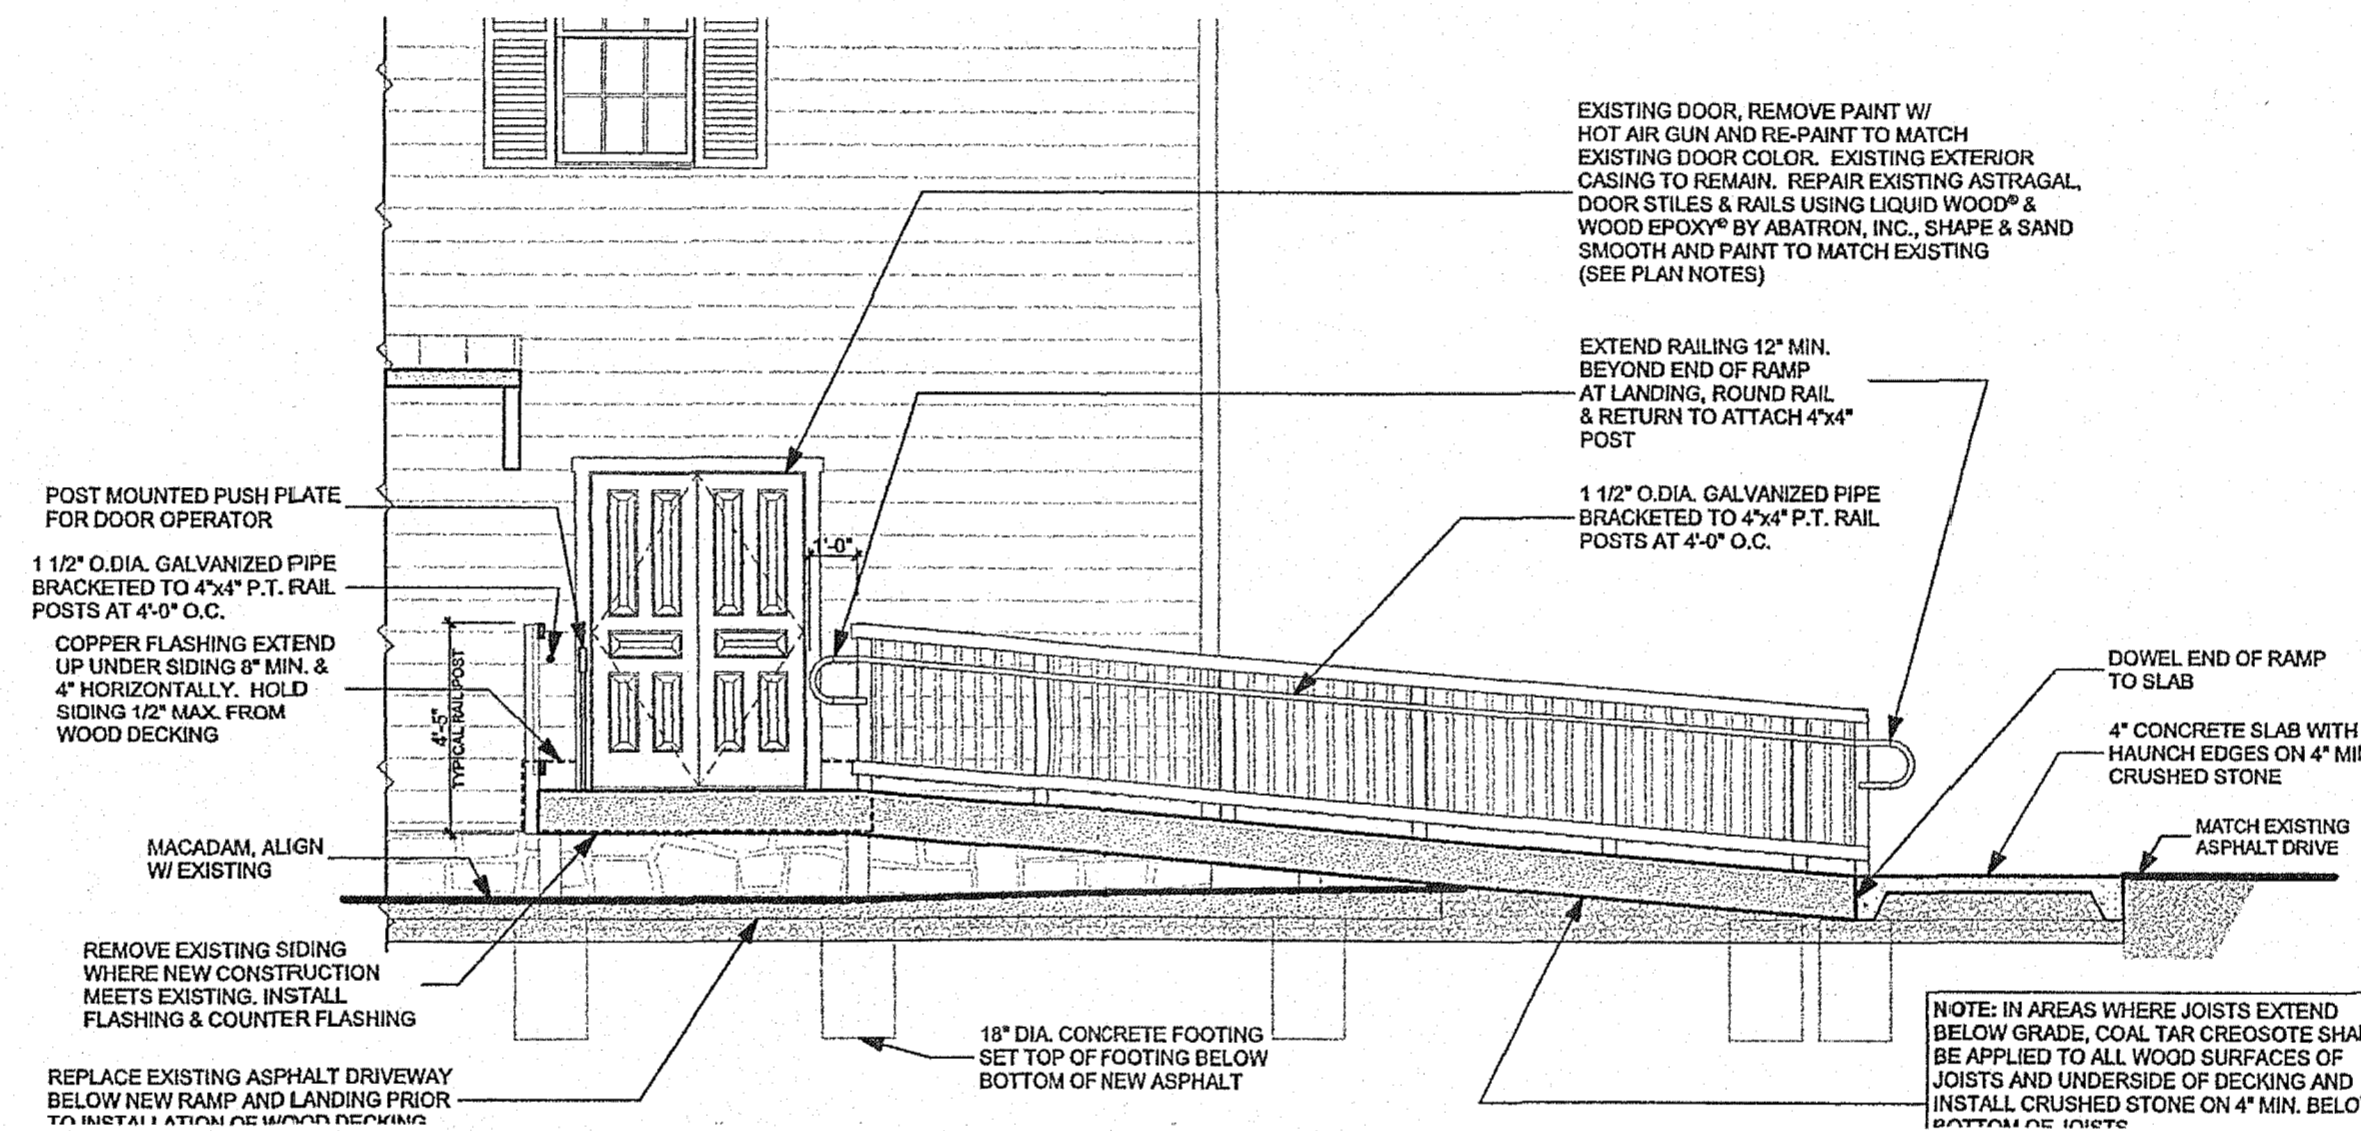 EXISTING DOOR, REMOVE PAINT W/
HOT AIR GUN AND RE-PAINT TO MATCH
EXISTING DOOR COLOR. EXISTING EXTERIOR
CASING TO REMAIN. REPAIR EXISTING ASTRAGAL,
DOOR STILES & RAILS USING LIQUID WOOD® &
WOOD EPOXY® BY ABATRON, INC., SHAPE & SAND
SMOOTH AND PAINT TO MATCH EXISTING
(SEE PLAN NOTES)
EXTEND RAILING 12" MIN.
BEYOND END OF RAMP
AT LANDING, ROUND RAIL
& RETURN TO ATTACH 4"x4"
POST
1 1/2" O.DIA. GALVANIZED PIPE
BRACKETED TO 4"x4" P.T. RAIL
POSTS AT 4'-0" O.C.
POST MOUNTED PUSH PLATE
FOR DOOR OPERATOR
1 1/2" O.DIA. GALVANIZED PIPE
BRACKETED TO 4"x4" P.T. RAIL
POSTS AT 4'-0" O.C.
COPPER FLASHING EXTEND
UP UNDER SIDING 8" MIN. &
4" HORIZONTALLY. HOLD
SIDING 1/2" MAX. FROM
WOOD DECKING
4'-5"
TYPICAL RAIL POST
1'-0"
MACADAM, ALIGN
W/ EXISTING
REMOVE EXISTING SIDING
WHERE NEW CONSTRUCTION
MEETS EXISTING. INSTALL
FLASHING & COUNTER FLASHING
REPLACE EXISTING ASPHALT DRIVEWAY
BELOW NEW RAMP AND LANDING PRIOR
TO INSTALLATION OF WOOD DECKING
18" DIA. CONCRETE FOOTING
SET TOP OF FOOTING BELOW
BOTTOM OF NEW ASPHALT
DOWEL END OF RAMP
TO SLAB
4" CONCRETE SLAB WITH
HAUNCH EDGES ON 4"
CRUSHED STONE
MATCH EXISTING
ASPHALT DRIVE
NOTE: IN AREAS WHERE JOISTS EXTEND
BELOW GRADE, COAL TAR CREOSOTE
BE APPLIED TO ALL WOOD SURFACES OF
JOISTS AND UNDERSIDE OF DECKING AND
INSTALL CRUSHED STONE ON 4" MIN.
BOTTOM OF JOISTS